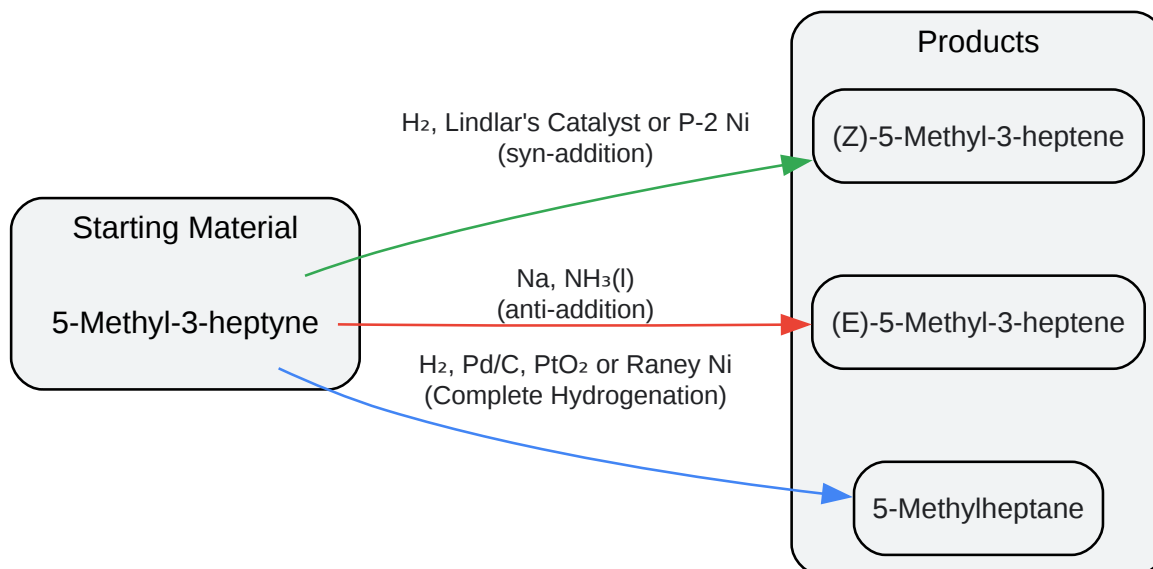 Products
H₂, Lindlar's Catalyst or P-2 Ni
(syn-addition)
(Z)-5-Methyl-3-heptene
Starting Material
5-Methyl-3-heptyne
Na, NH₃(l)
(anti-addition)
(E)-5-Methyl-3-heptene
H₂, Pd/C, PtO₂ or Raney Ni
(Complete Hydrogenation)
5-Methylheptane